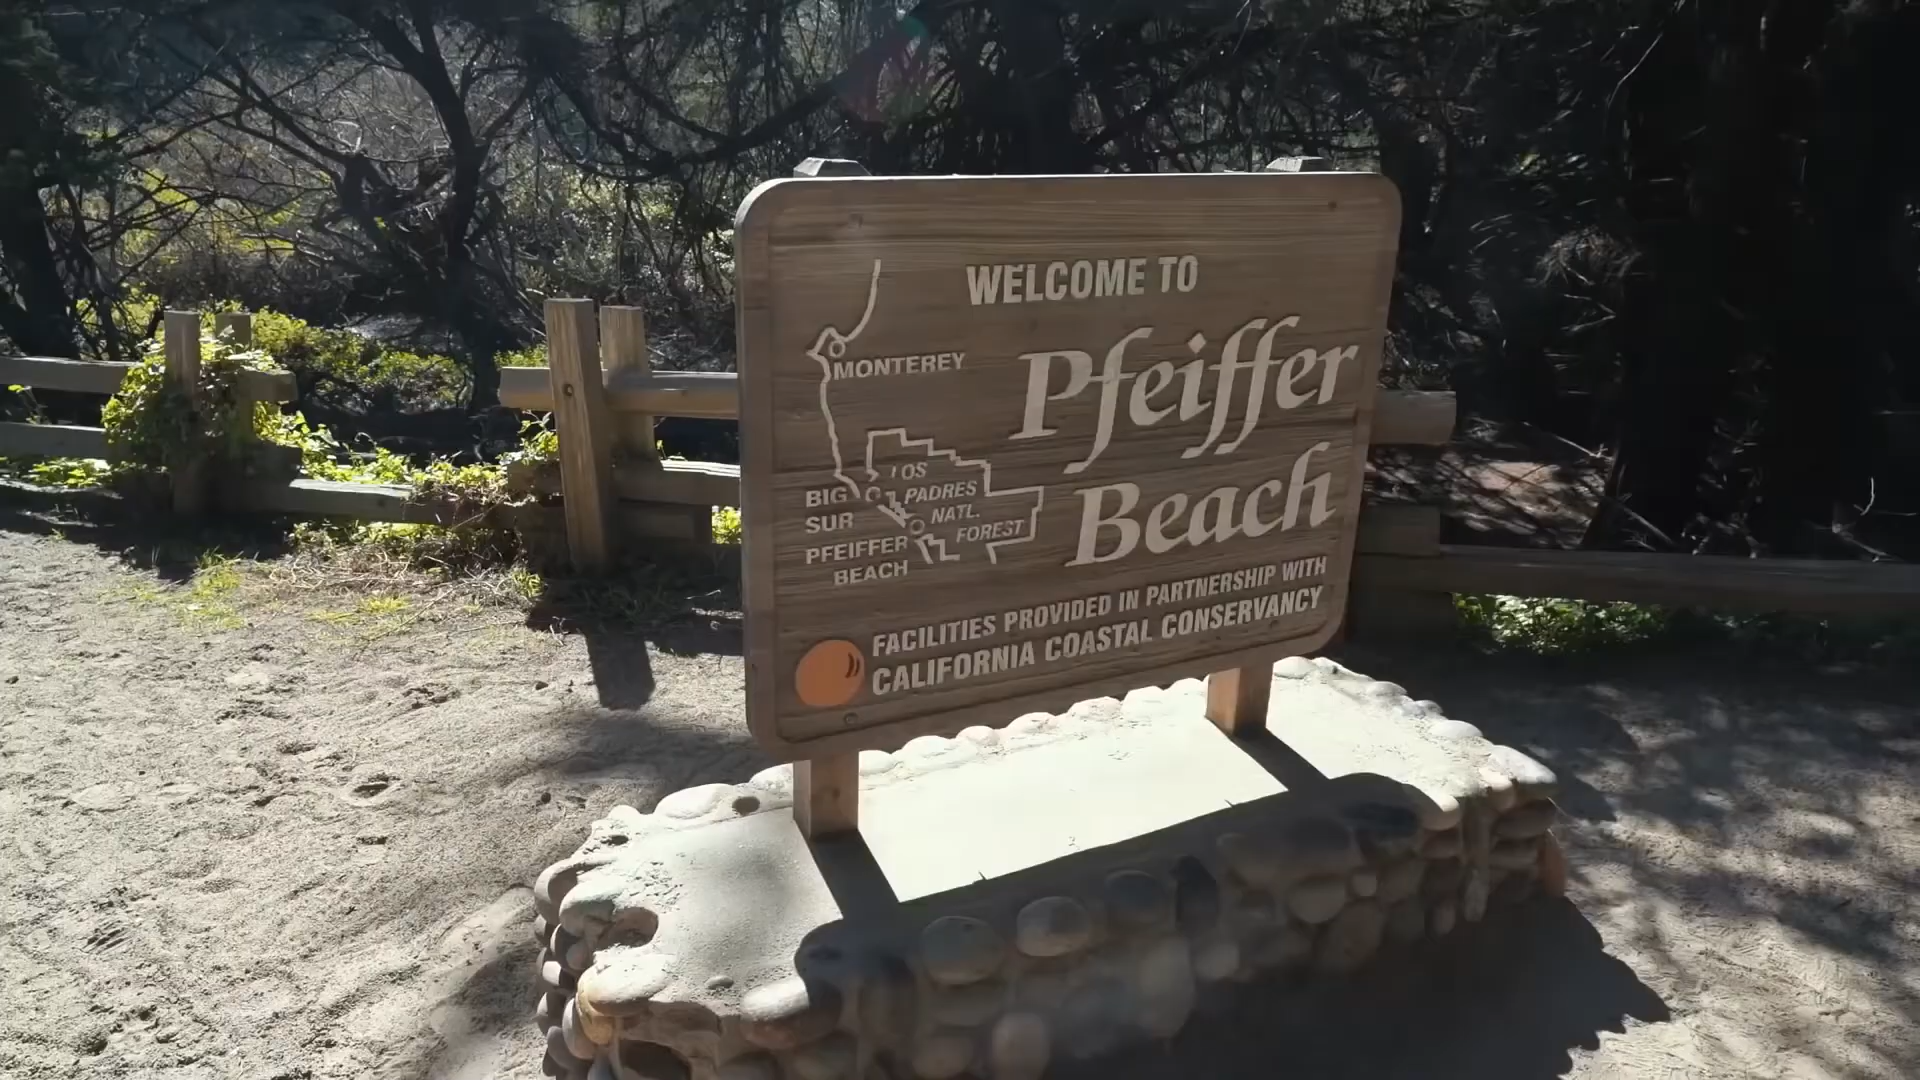 WELCOME TO
Pfeiffer
Beach
MONTEREY
LOS
PADRES
NATL.
FOREST
BIG
SUR
PFEIFFER
BEACH
FACILITIES PROVIDED IN PARTNERSHIP WITH
CALIFORNIA COASTAL CONSERVANCY